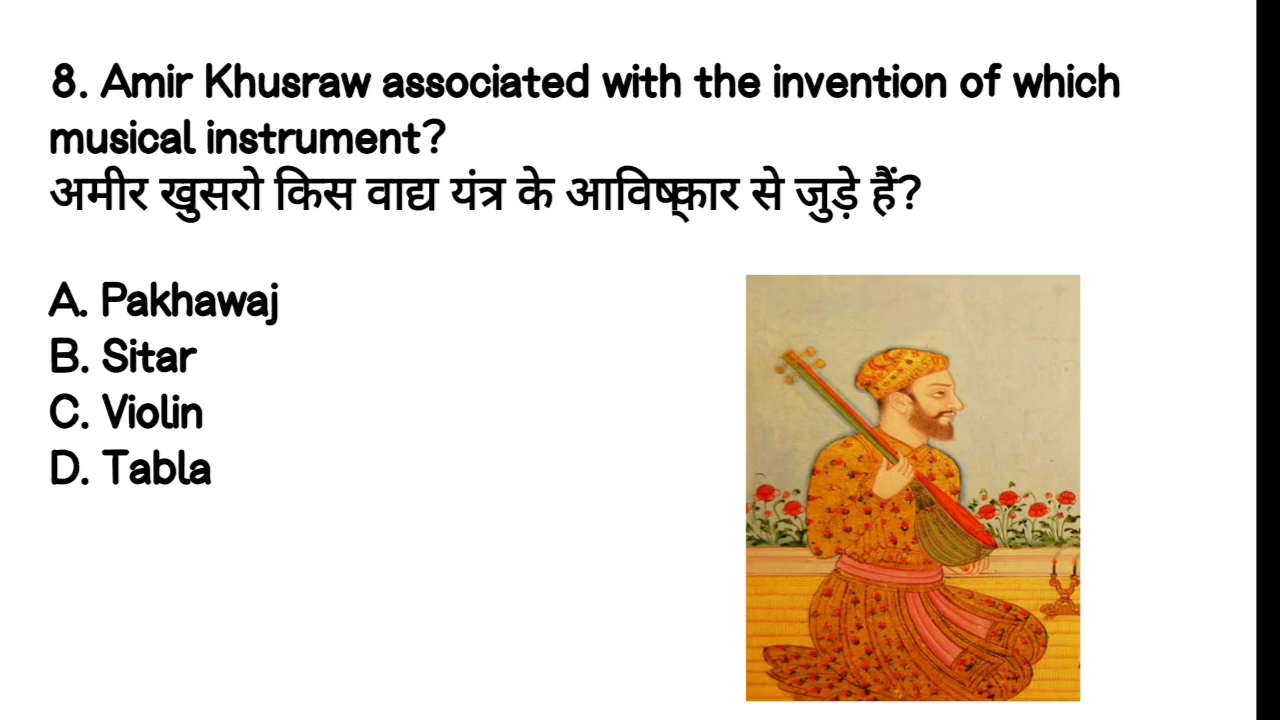 8. Amir Khusraw associated with the invention of which
musical instrument?
अमीर खुसरो किस वाद्य यंत्र के आविष्कार से जुड़े हैं?
A. Pakhawaj
B. Sitar
C. Violin
D. Tabla